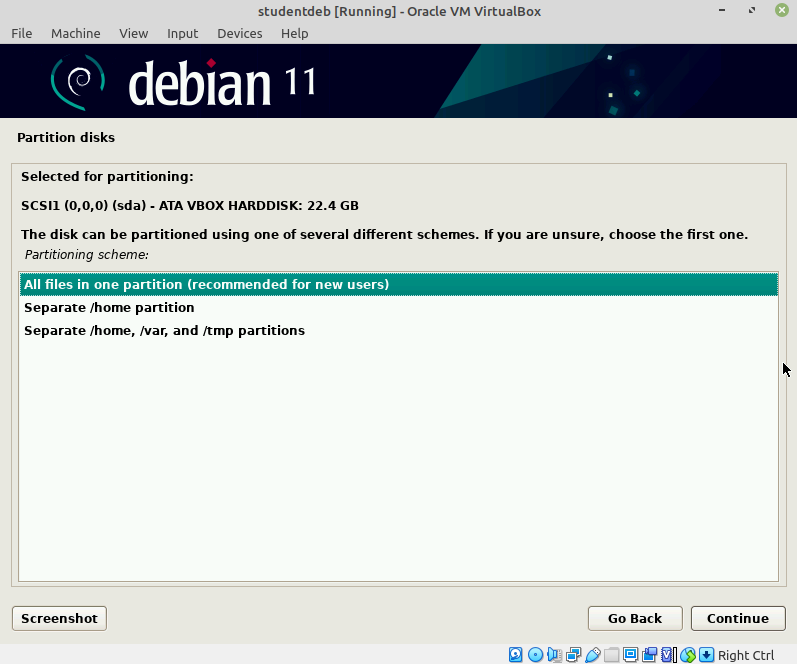 studentdeb [Running] - Oracle VM VirtualBox
File Machine View Input Devices Help
debian 11
Partition disks
Selected for partitioning:
SCSI1 (0,0,0) (sda) - ATA VBOX HARDDISK: 22.4 GB
The disk can be partitioned using one of several different schemes. If you are unsure, choose the first one.
Partitioning scheme:
All files in one partition (recommended for new users)
Separate /home partition
Separate /home, /var, and /tmp partitions
Screenshot Go Back Continue
Right Ctrl